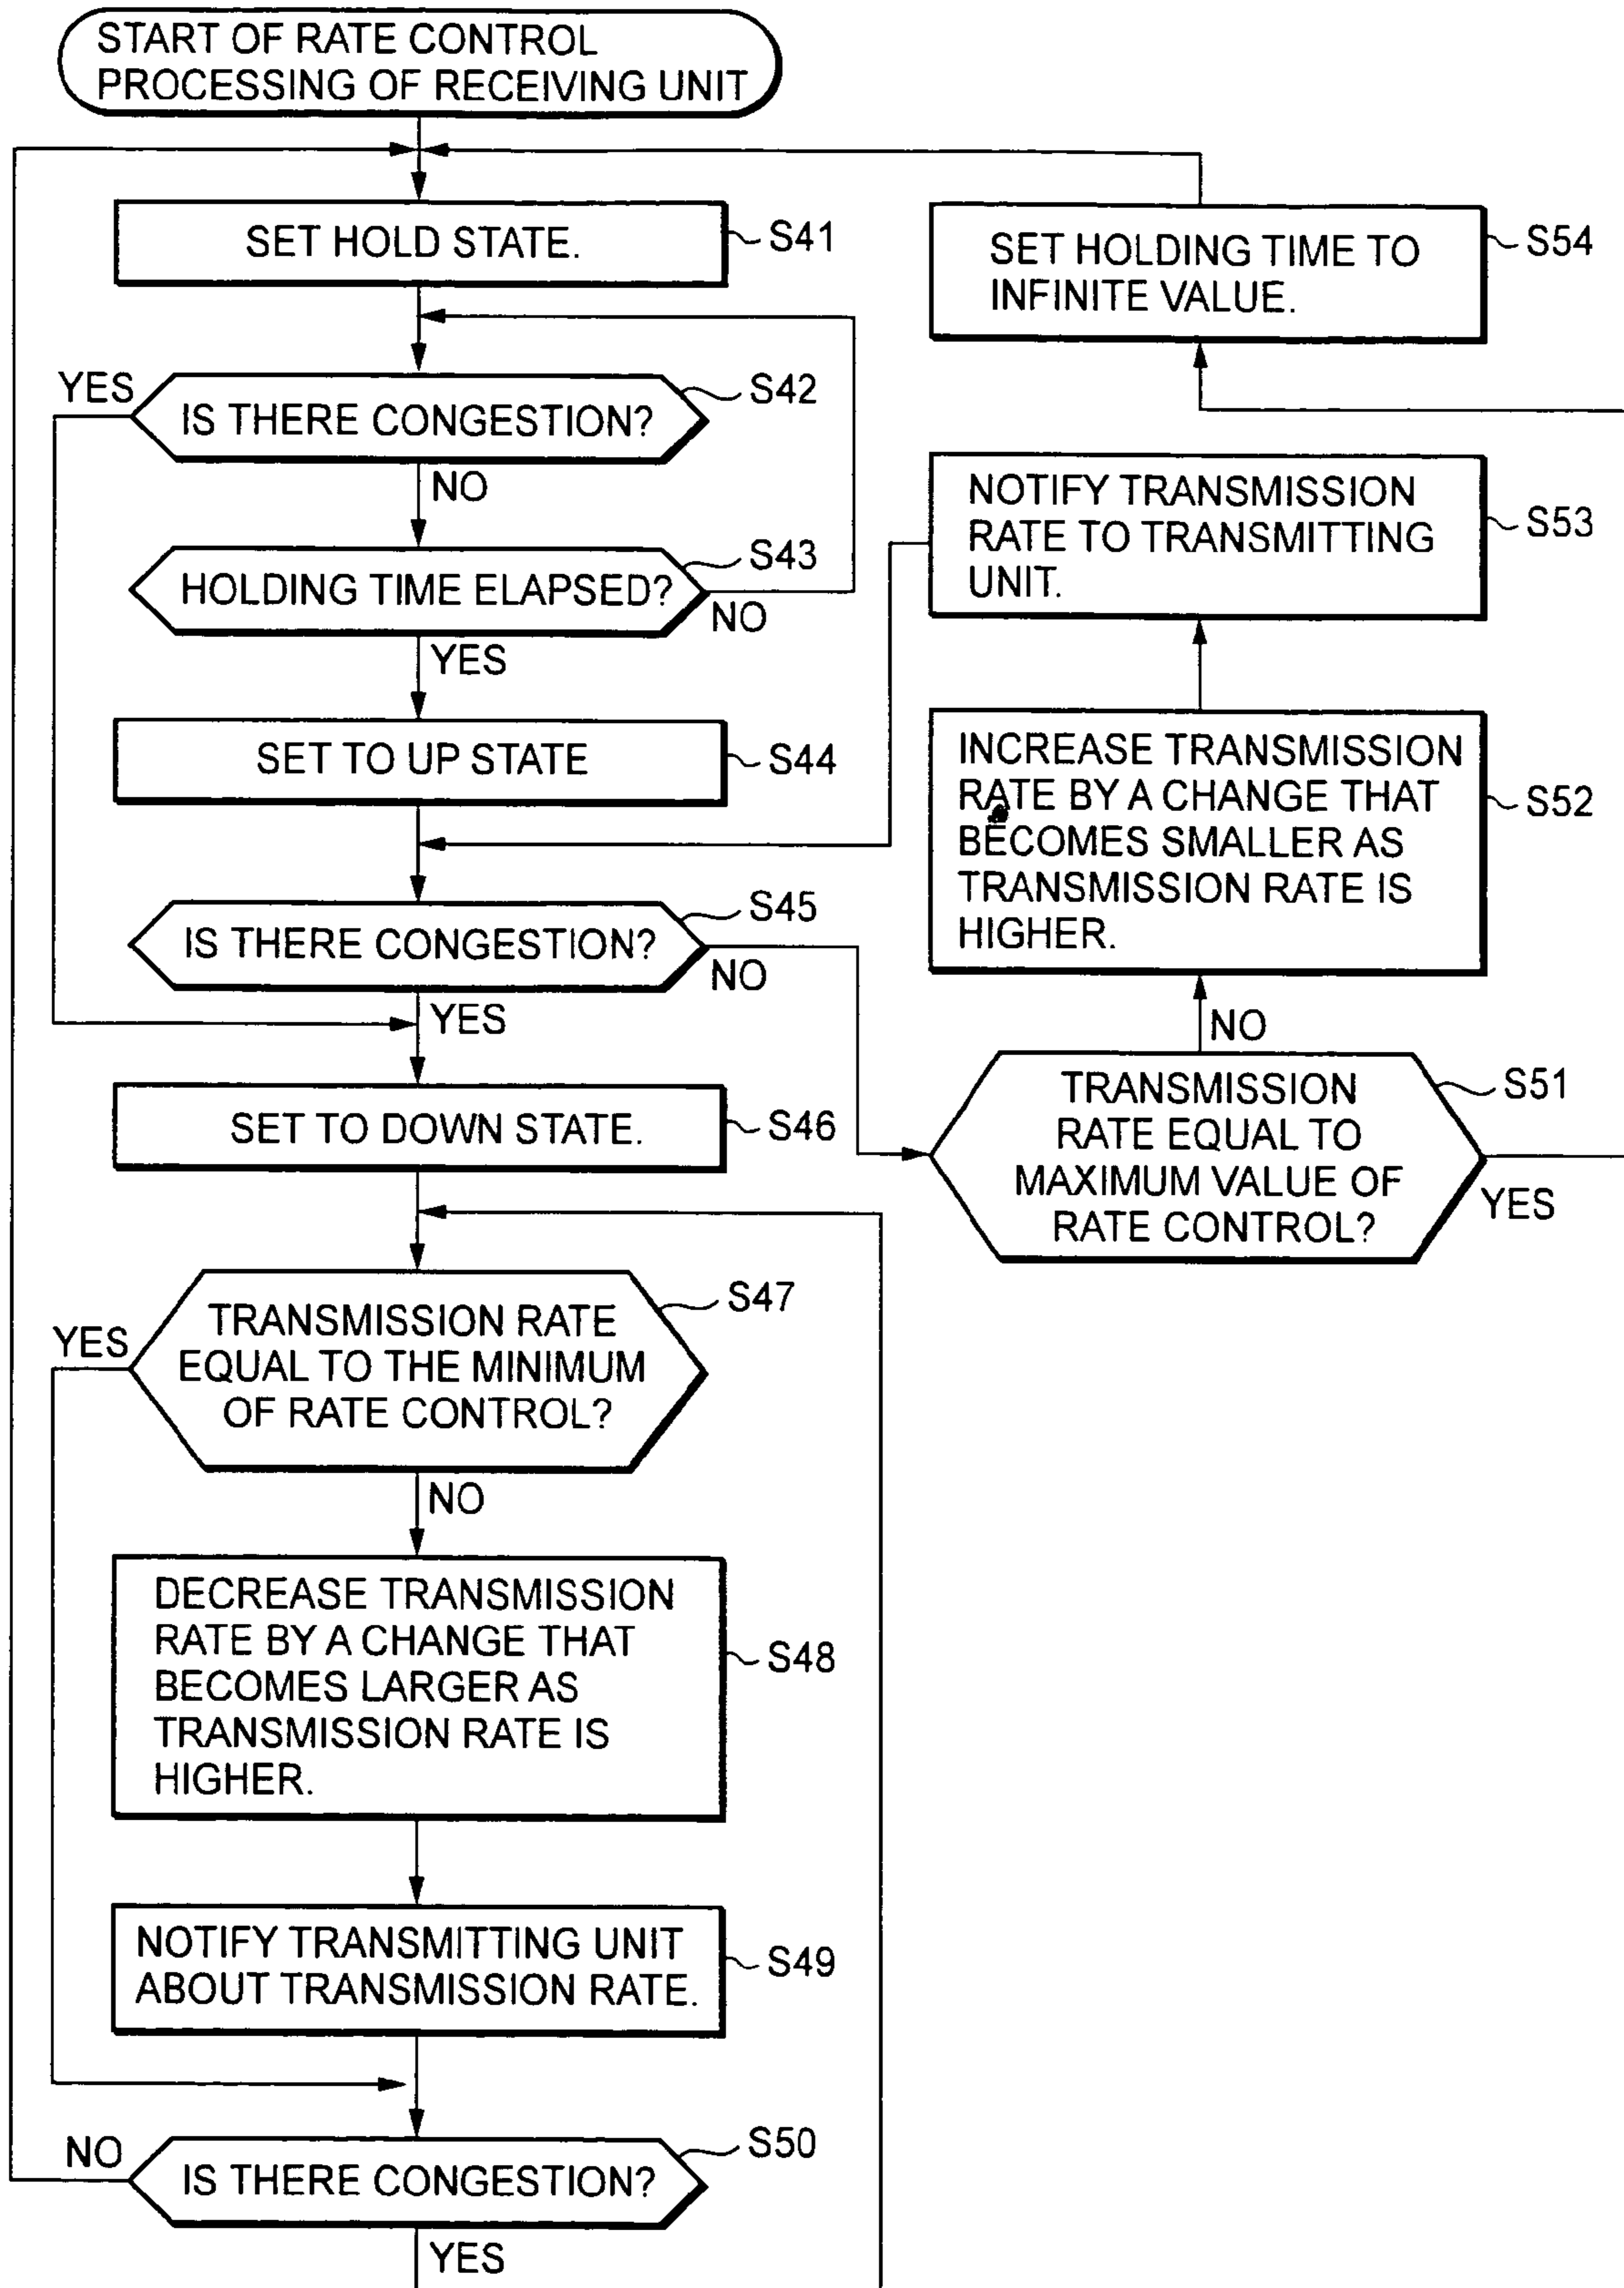 START OF RATE CONTROL
PROCESSING OF RECEIVING UNIT
SET HOLD STATE.
S41
YES
IS THERE CONGESTION?
S42
NO
HOLDING TIME ELAPSED?
S43
NO
YES
SET TO UP STATE
S44
IS THERE CONGESTION?
S45
NO
YES
SET TO DOWN STATE.
S46
YES
TRANSMISSION RATE
EQUAL TO THE MINIMUM
OF RATE CONTROL?
S47
NO
DECREASE TRANSMISSION
RATE BY A CHANGE THAT
BECOMES LARGER AS
TRANSMISSION RATE IS
HIGHER.
S48
NOTIFY TRANSMITTING UNIT
ABOUT TRANSMISSION RATE.
S49
NO
IS THERE CONGESTION?
S50
YES
SET HOLDING TIME TO
INFINITE VALUE.
S54
NOTIFY TRANSMISSION
RATE TO TRANSMITTING
UNIT.
S53
INCREASE TRANSMISSION
RATE BY A CHANGE THAT
BECOMES SMALLER AS
TRANSMISSION RATE IS
HIGHER.
S52
NO
TRANSMISSION
RATE EQUAL TO
MAXIMUM VALUE OF
RATE CONTROL?
S51
YES